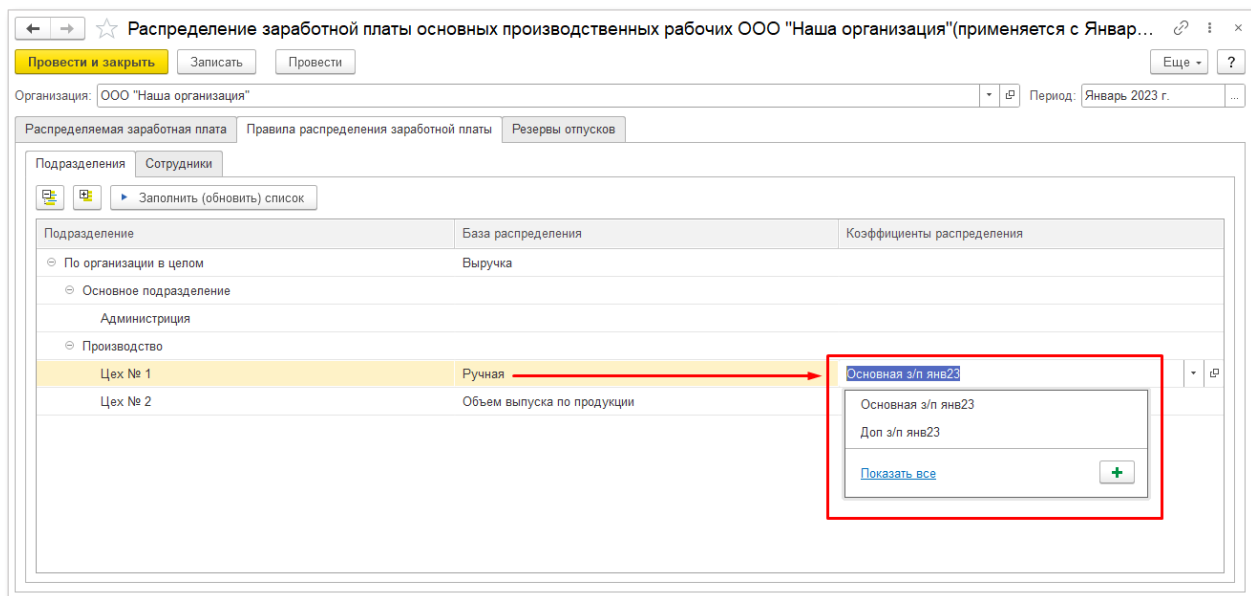 Распределение заработной платы основных производственных рабочих ООО "Наша организация"(применяется с Январ...
Провести и закрыть Записать Провести Еще ?
Организация: ООО "Наша организация" Период: Январь 2023 г. ...
Распределяемая заработная плата Правила распределения заработной платы Резервы отпусков
Подразделения Сотрудники
Заполнить (обновить) список
Подразделение База распределения Коэффициенты распределения
По организации в целом Выручка
Основное подразделение
Администриция
Производство
Цех № 1 Ручная Основная з/п янв23
Цех № 2 Объем выпуска по продукции
Основная з/п янв23
Доп з/п янв23
Показать все